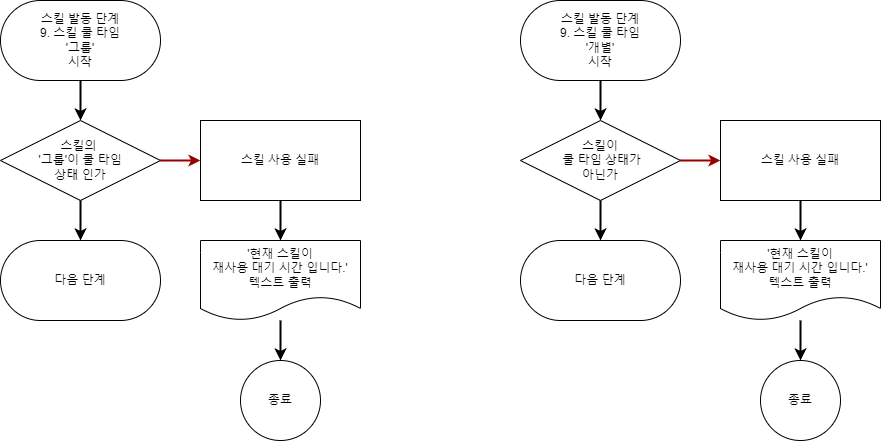 스킬 발동 단계
9. 스킬 쿨 타임
'그룹'
시작
스킬의
'그룹'이 쿨 타임
상태 인가
스킬 사용 실패
다음 단계
'현재 스킬이
재사용 대기 시간 입니다.'
텍스트 출력
종료
스킬 발동 단계
9. 스킬 쿨 타임
'개별'
시작
스킬이
쿨 타임 상태가
아닌가
스킬 사용 실패
다음 단계
'현재 스킬이
재사용 대기 시간 입니다.'
텍스트 출력
종료